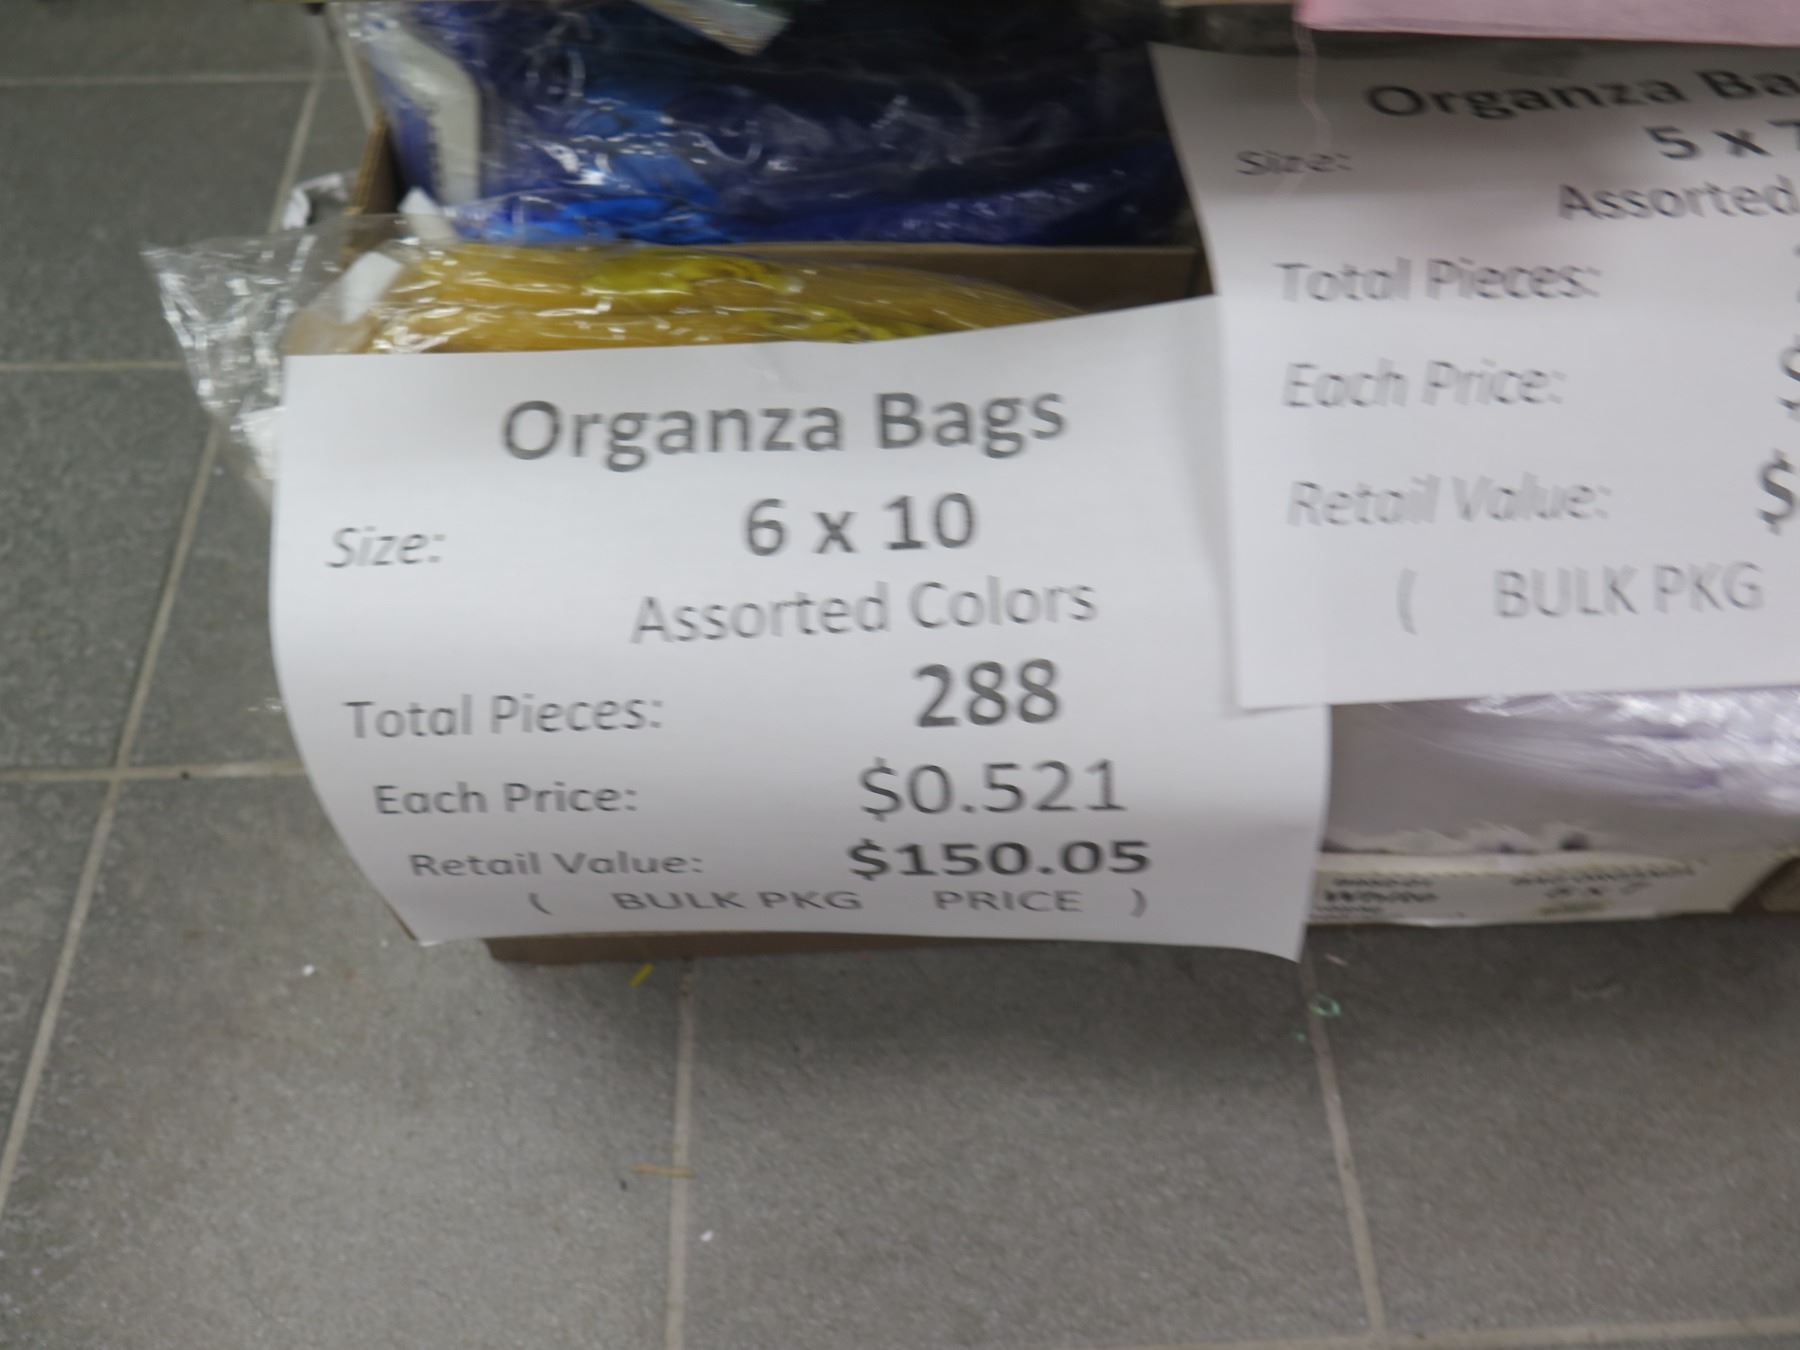 Organza Bags
Size: 6 x 10
Assorted Colors
Total Pieces: 288
Each Price: $0.521
Retail Value: $150.05
( BULK PKG PRICE )
Organza
Size: 5 x 7
Assorted
Total Pieces:
Each Price: $
Retail Value: $
( BULK PKG
White